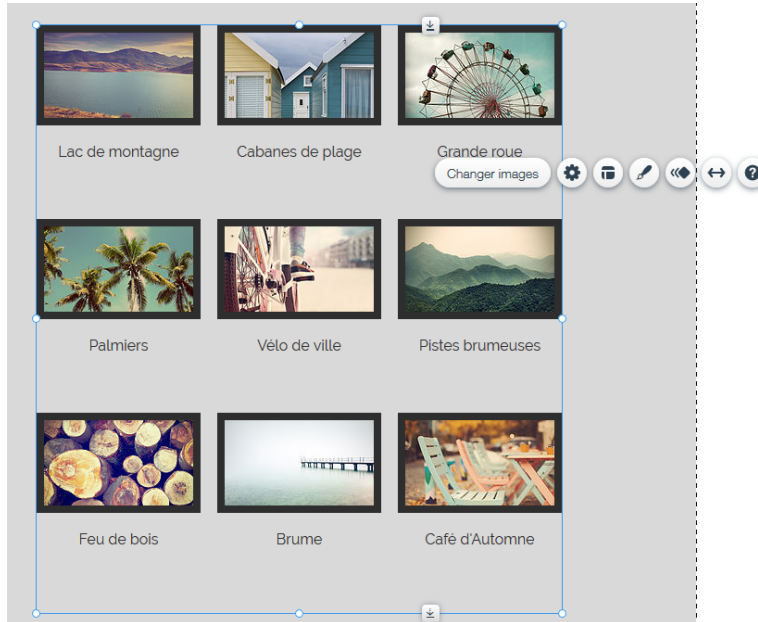 Lac de montagne
Cabanes de plage
Grande roue
Changer images
?
Palmiers
Vélo de ville
Pistes brumeuses
Feu de bois
Brume
Café d'Automne